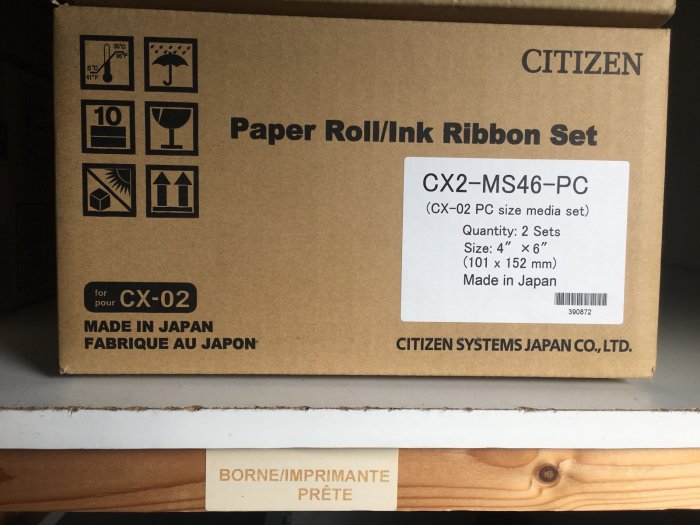 CITIZEN
Paper Roll/Ink Ribbon Set
10
CX2-MS46-PC
(CX-02 PC size media set)
Quantity: 2 Sets
Size: 4" ×6"
(101 x 152 mm)
Made in Japan
390872
for
pour
CX-02
MADE IN JAPAN
FABRIQUE AU JAPON
CITIZEN SYSTEMS JAPAN CO., LTD.
BORNE/IMPRIMANTE
PRÊTE